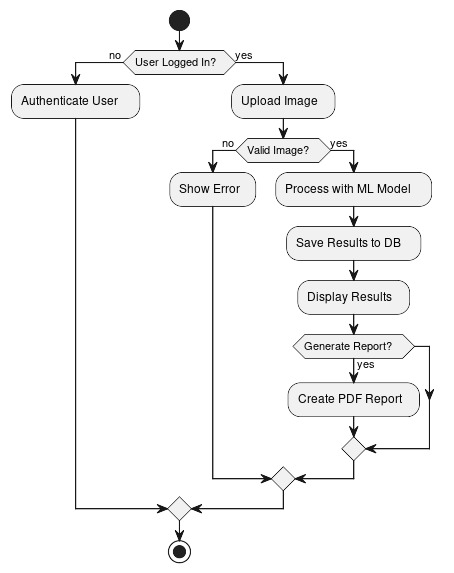 User Logged In?
no
yes
Authenticate User
Upload Image
Valid Image?
no
yes
Show Error
Process with ML Model
Save Results to DB
Display Results
Generate Report?
yes
Create PDF Report